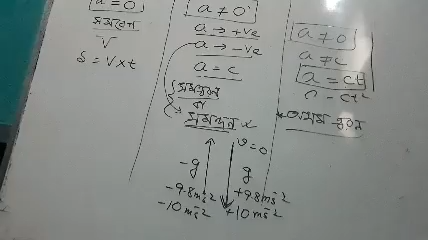 a = 0
সমবেগ
V
S = V x t
a ≠ 0
a → +ve
a → -ve
a = c
সমত্বরণ
বা
সমমন্দন x
-g
-9.8ms⁻²
-10ms⁻²
v = 0
g
+9.8ms⁻²
+10ms⁻²
a ≠ 0
a ≠ c
a = ct
অসম ত্বরণ